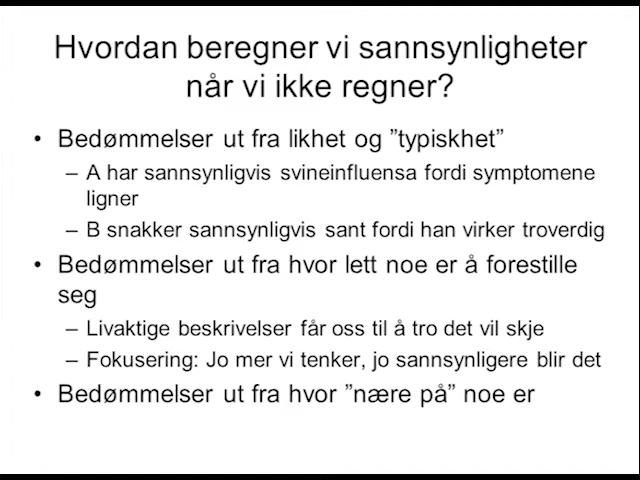 Hvordan beregner vi sannsynligheter
når vi ikke regner?
• Bedømmelser ut fra likhet og ”typiskhet”
– A har sannsynligvis svineinfluensa fordi symptomene
ligner
– B snakker sannsynligvis sant fordi han virker troverdig
• Bedømmelser ut fra hvor lett noe er å forestille
seg
– Livaktige beskrivelser får oss til å tro det vil skje
– Fokusering: Jo mer vi tenker, jo sannsynligere blir det
• Bedømmelser ut fra hvor ”nære på” noe er